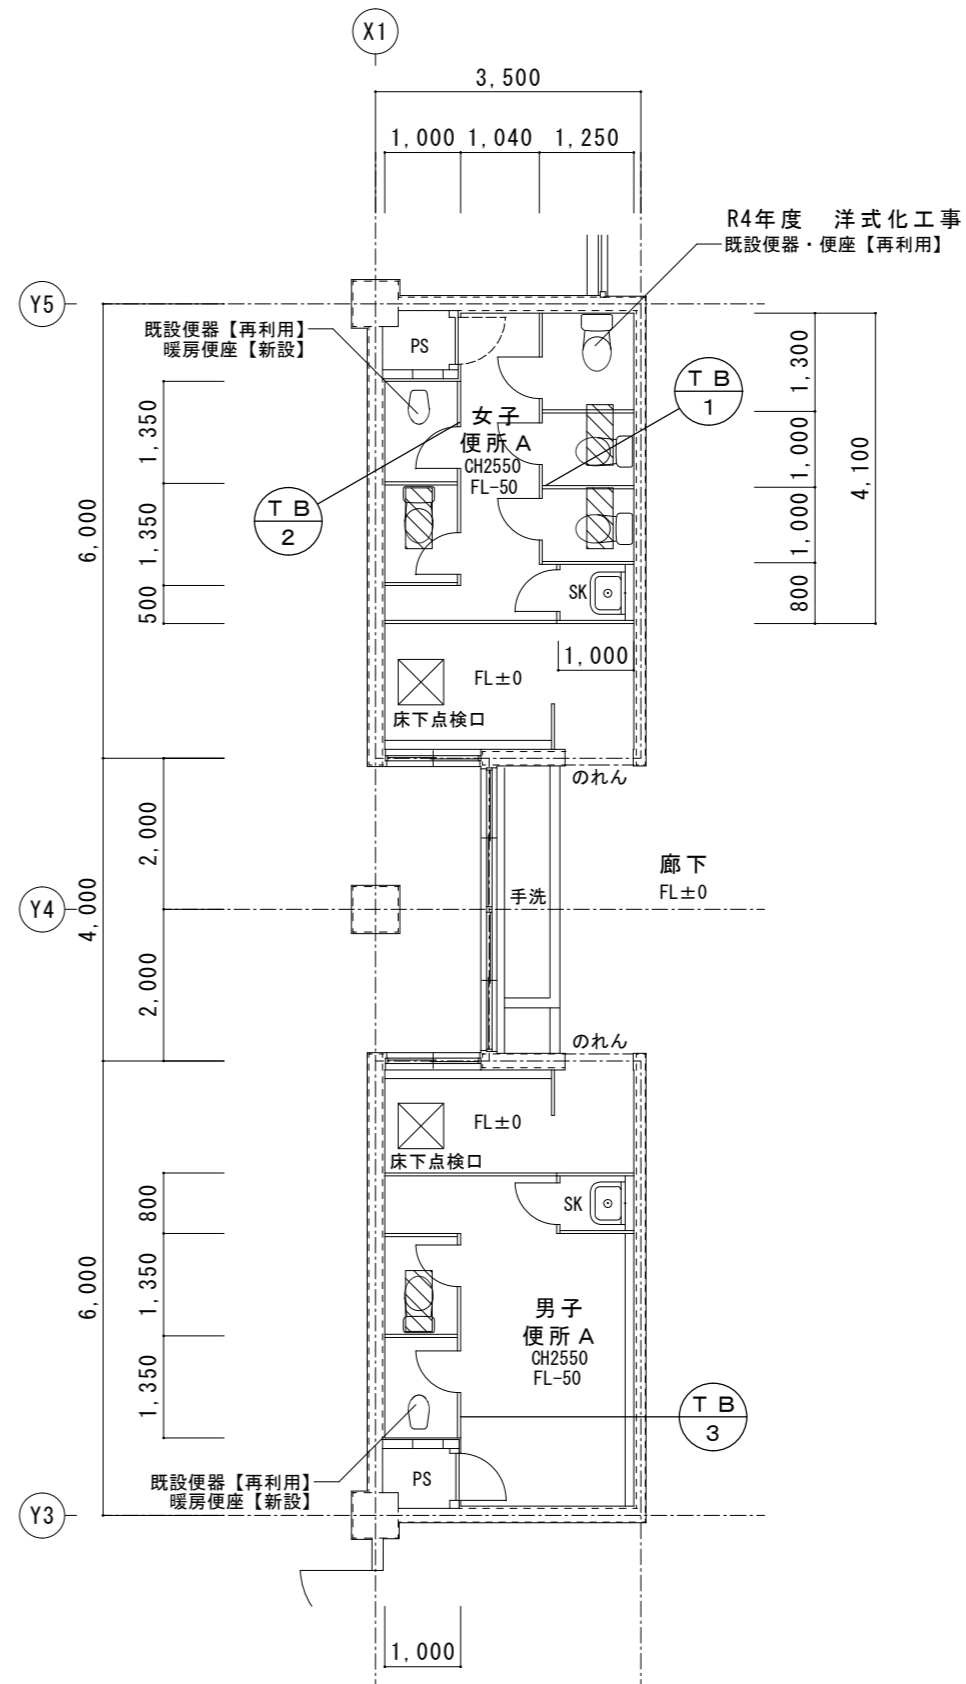 X1
3,500
1,000
1,040
1,250
R4年度　洋式化工事
既設便器・便座【再利用】
Y5
既設便器【再利用】
暖房便座【新設】
PS
T B
1
女子
便所 A
CH2550
FL-50
T B
2
1,350
1,350
500
6,000
1,300
1,000
1,000
800
4,100
SK
1,000
FL±0
床下点検口
のれん
2,000
4,000
2,000
Y4
手洗
廊下
FL±0
のれん
FL±0
床下点検口
SK
800
1,350
1,350
6,000
男子
便所 A
CH2550
FL-50
T B
3
既設便器【再利用】
暖房便座【新設】
PS
Y3
1,000